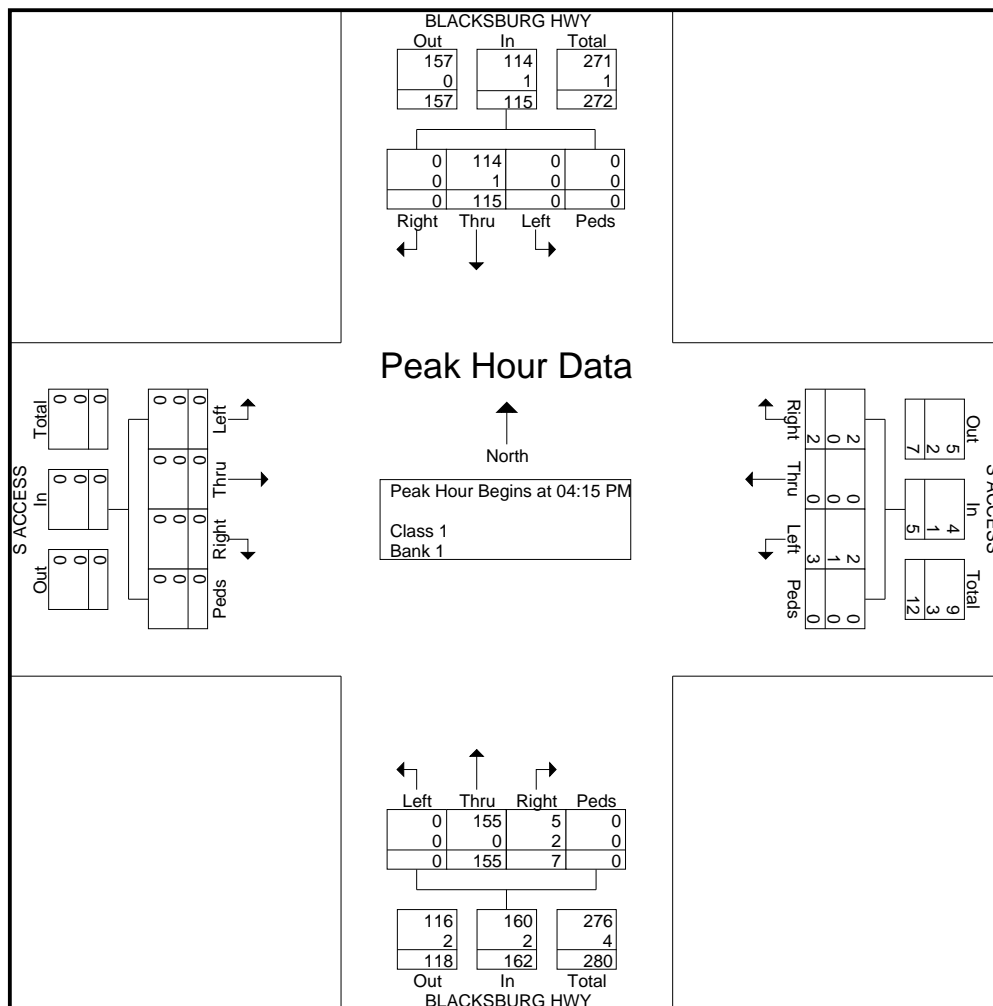 BLACKSBURG HWY
Out In Total
157 114 271
0 1 1
157 115 272
0 114 0 0
0 1 0 0
0 115 0 0
Right Thru Left Peds
Peak Hour Data
North
Peak Hour Begins at 04:15 PM
Class 1
Bank 1
S ACCESS
Out In Total
0 0 0
0 0 0
0 0 0
Left Thru Right Peds
0 0 0 0
0 0 0 0
0 0 0 0
S ACCESS
Out In Total
5 4 9
2 1 3
7 5 12
2 0 2 0
0 0 1 0
2 0 3 0
Right Thru Left Peds
Left Thru Right Peds
0 155 5 0
0 0 2 0
0 155 7 0
116 160 276
2 2 4
118 162 280
Out In Total
BLACKSBURG HWY